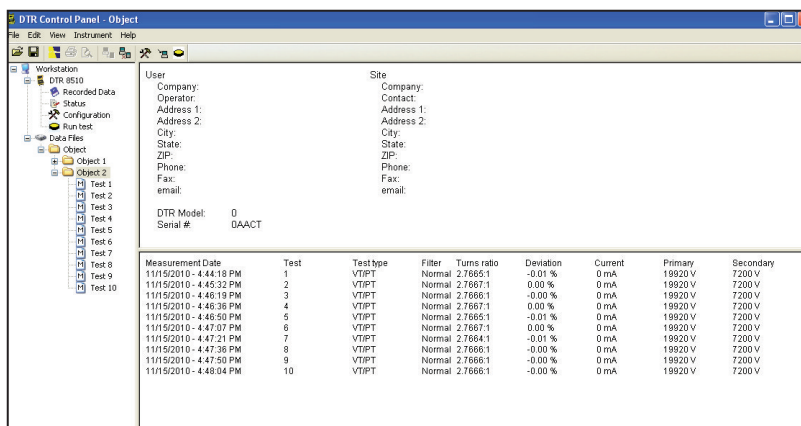 DTR Control Panel - Object
File Edit View Instrument Help
Workstation
DTR 8510
Recorded Data
Status
Configuration
Run test
Data Files
Object
Object 1
Object 2
Test 1
Test 2
Test 3
Test 4
Test 5
Test 6
Test 7
Test 8
Test 9
Test 10
User
Company:
Operator:
Address 1:
Address 2:
City:
State:
ZIP:
Phone:
Fax:
email:
Site
Company:
Contact:
Address 1:
Address 2:
City:
State:
ZIP:
Phone:
Fax:
email:
DTR Model: 0
Serial #: 0AACT
Measurement Date Test Test type Filter Turns ratio Deviation Current Primary Secondary
11/15/2010 - 4:44:18 PM 1 VT/PT Normal 2.7665:1 -0.01 % 0 mA 19920 V 7200 V
11/15/2010 - 4:45:32 PM 2 VT/PT Normal 2.7667:1 0.00 % 0 mA 19920 V 7200 V
11/15/2010 - 4:46:19 PM 3 VT/PT Normal 2.7666:1 -0.00 % 0 mA 19920 V 7200 V
11/15/2010 - 4:46:36 PM 4 VT/PT Normal 2.7667:1 0.00 % 0 mA 19920 V 7200 V
11/15/2010 - 4:46:50 PM 5 VT/PT Normal 2.7665:1 -0.01 % 0 mA 19920 V 7200 V
11/15/2010 - 4:47:07 PM 6 VT/PT Normal 2.7667:1 0.00 % 0 mA 19920 V 7200 V
11/15/2010 - 4:47:21 PM 7 VT/PT Normal 2.7664:1 -0.01 % 0 mA 19920 V 7200 V
11/15/2010 - 4:47:36 PM 8 VT/PT Normal 2.7666:1 -0.00 % 0 mA 19920 V 7200 V
11/15/2010 - 4:47:50 PM 9 VT/PT Normal 2.7666:1 -0.00 % 0 mA 19920 V 7200 V
11/15/2010 - 4:48:04 PM 10 VT/PT Normal 2.7666:1 -0.00 % 0 mA 19920 V 7200 V